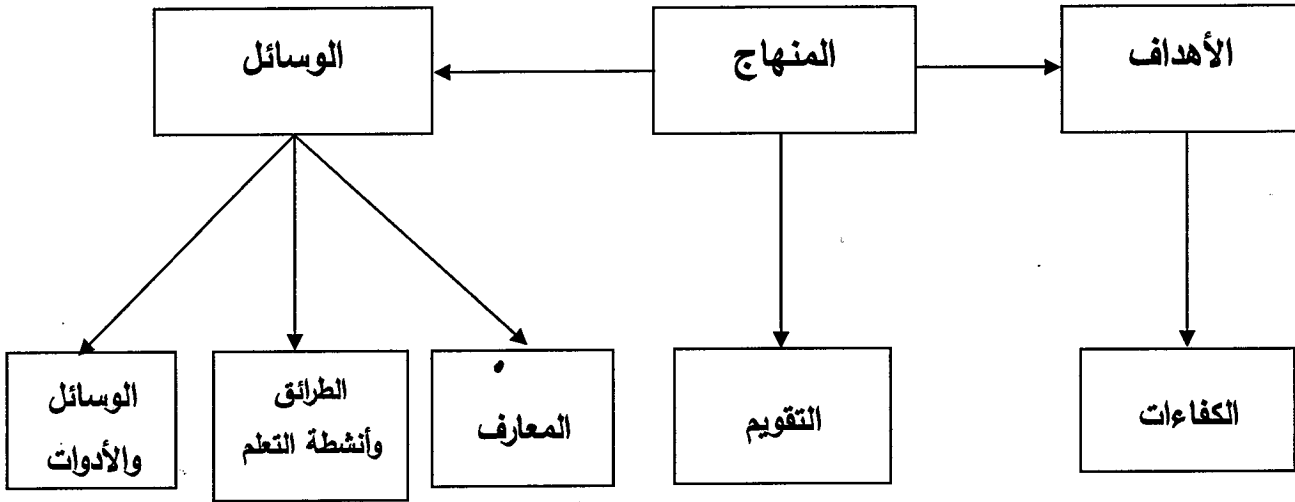 الأهداف
المنهاج
الوسائل
الكفاءات
التقويم
المعارف
الطرائق
وأنشطة التعلم
الوسائل
والأدوات